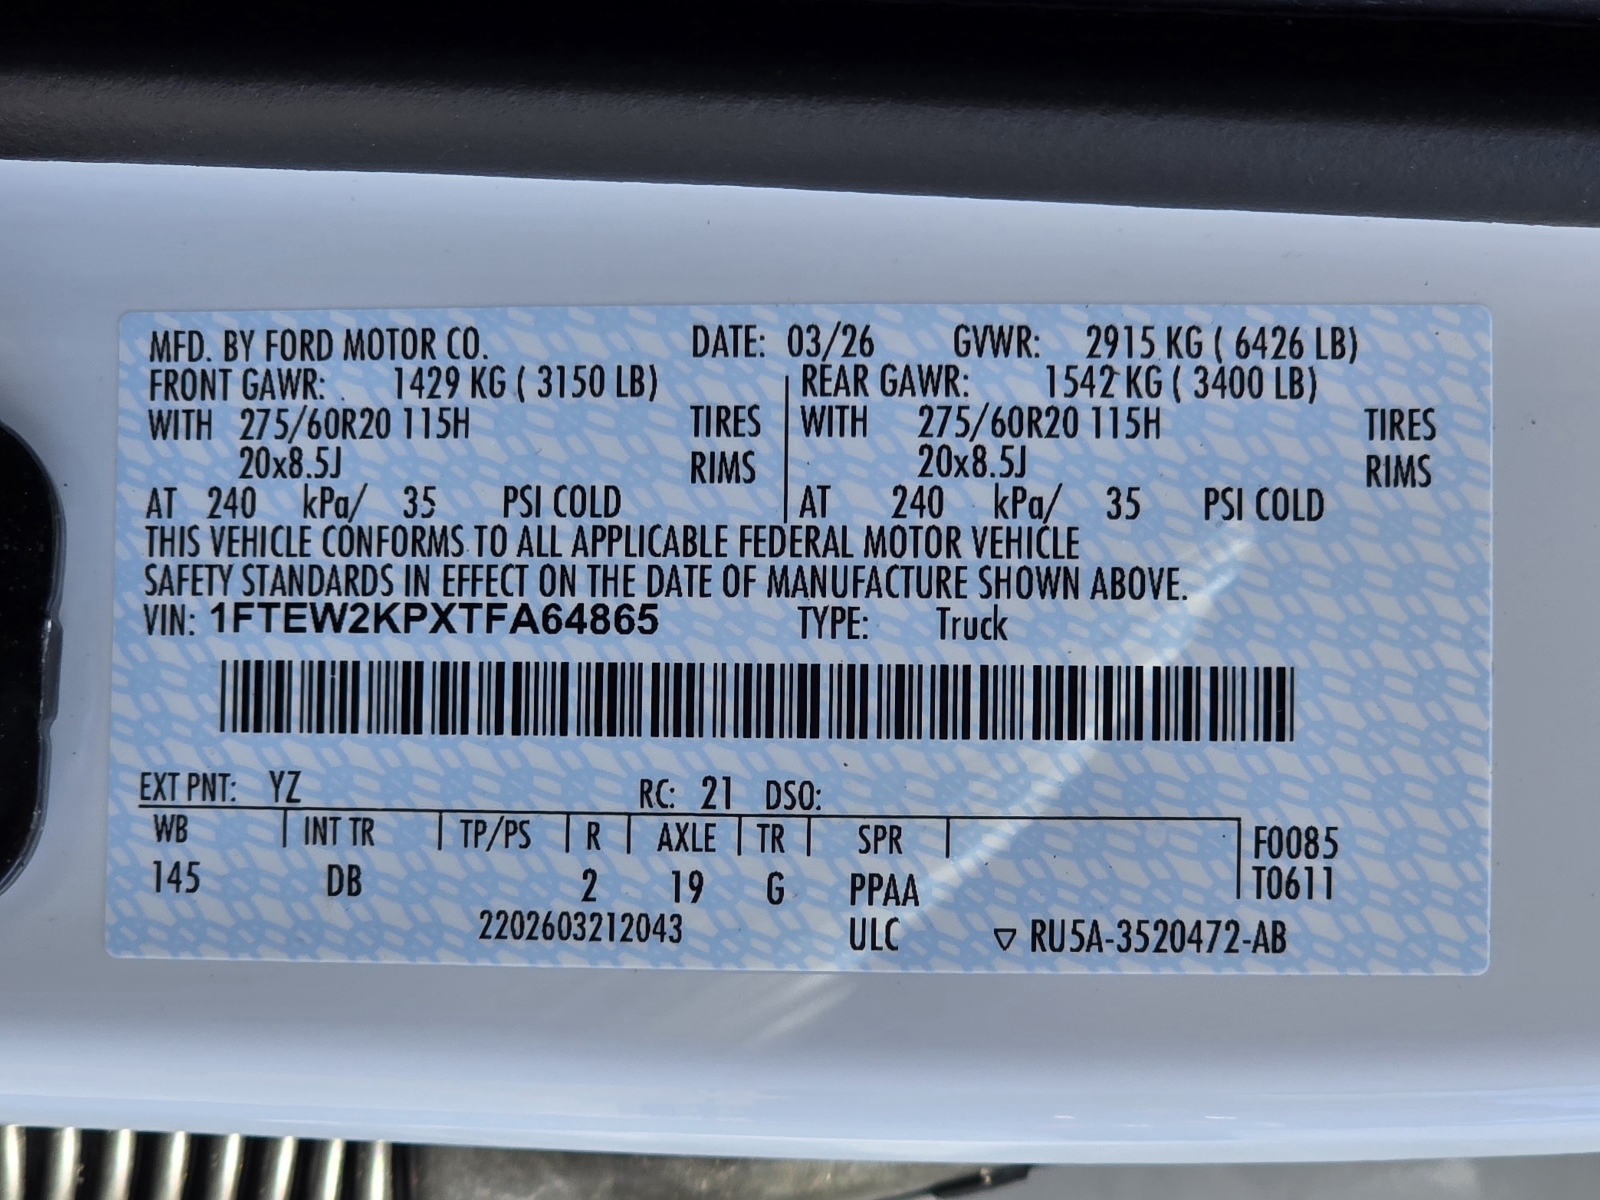 MFD. BY FORD MOTOR CO. DATE: 03/26 GVWR: 2915 KG ( 6426 LB)
FRONT GAWR: 1429 KG ( 3150 LB) REAR GAWR: 1542 KG ( 3400 LB)
WITH 275/60R20 115H TIRES WITH 275/60R20 115H TIRES
20x8.5J RIMS 20x8.5J RIMS
AT 240 kPa/ 35 PSI COLD AT 240 kPa/ 35 PSI COLD
THIS VEHICLE CONFORMS TO ALL APPLICABLE FEDERAL MOTOR VEHICLE
SAFETY STANDARDS IN EFFECT ON THE DATE OF MANUFACTURE SHOWN ABOVE.
VIN: 1FTEW2KPXTFA64865 TYPE: Truck
EXT PNT: YZ RC: 21 DSO:
WB INT TR TP/PS R AXLE TR SPR F0085
145 DB 2 19 G PPAA T0611
2202603212043 ULC ▽ RU5A-3520472-AB